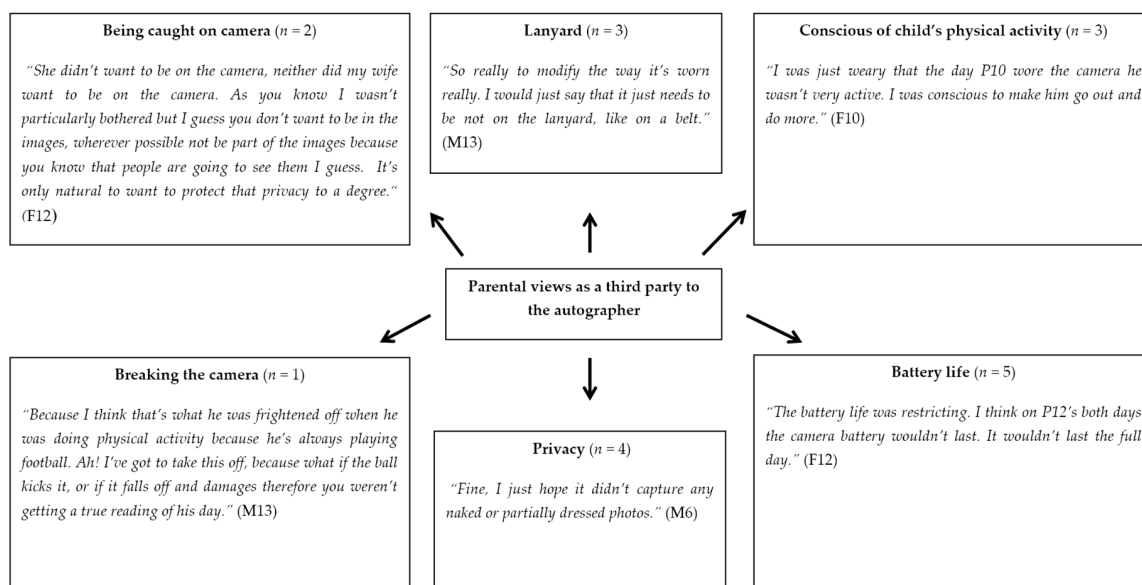 Being caught on camera (n = 2)
“She didn’t want to be on the camera, neither did my wife
want to be on the camera. As you know I wasn’t
particularly bothered but I guess you don’t want to be in the
images, wherever possible not be part of the images because
you know that people are going to see them I guess. It’s
only natural to want to protect that privacy to a degree.“
(F12)
Lanyard (n = 3)
“So really to modify the way it’s worn
really. I would just say that it just needs to
be not on the lanyard, like on a belt.”
(M13)
Conscious of child’s physical activity (n = 3)
“I was just weary that the day P10 wore the camera he
wasn’t very active. I was conscious to make him go out and
do more.” (F10)
Parental views as a third party to
the autographer
Breaking the camera (n = 1)
“Because I think that’s what he was frightened off when he
was doing physical activity because he’s always playing
football. Ah! I’ve got to take this off, because what if the ball
kicks it, or if it falls off and damages therefore you weren’t
getting a true reading of his day.” (M13)
Privacy (n = 4)
“Fine, I just hope it didn’t capture any
naked or partially dressed photos.” (M6)
Battery life (n = 5)
“The battery life was restricting. I think on P12’s both days
the camera battery wouldn’t last. It wouldn’t last the full
day.” (F12)